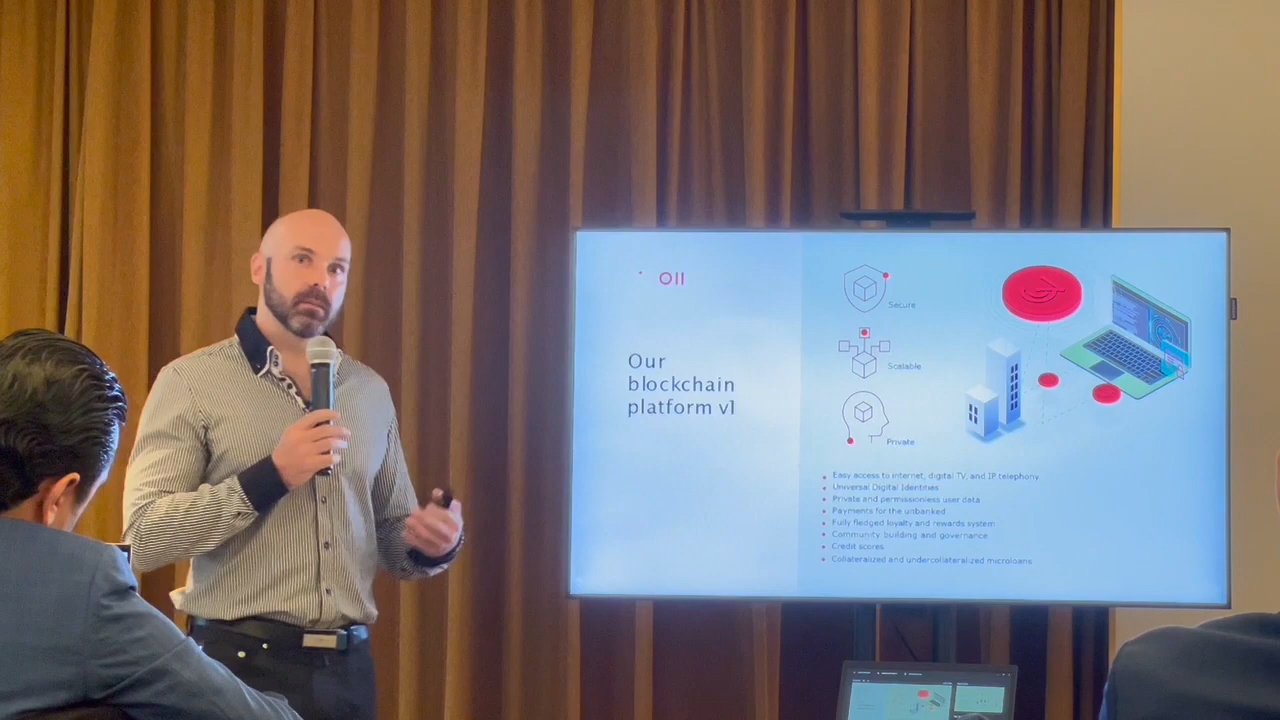 OII
Our
blockchain
platform v1
Secure
Scalable
Private
Easy access to internet, digital TV, and IP telephony
Universal Digital Identities
Private and permissionless user data
Payments for the unbanked
Fully fledged loyalty and rewards system
Community building and governance
Credit scores
Collateralized and undercollateralized microloans